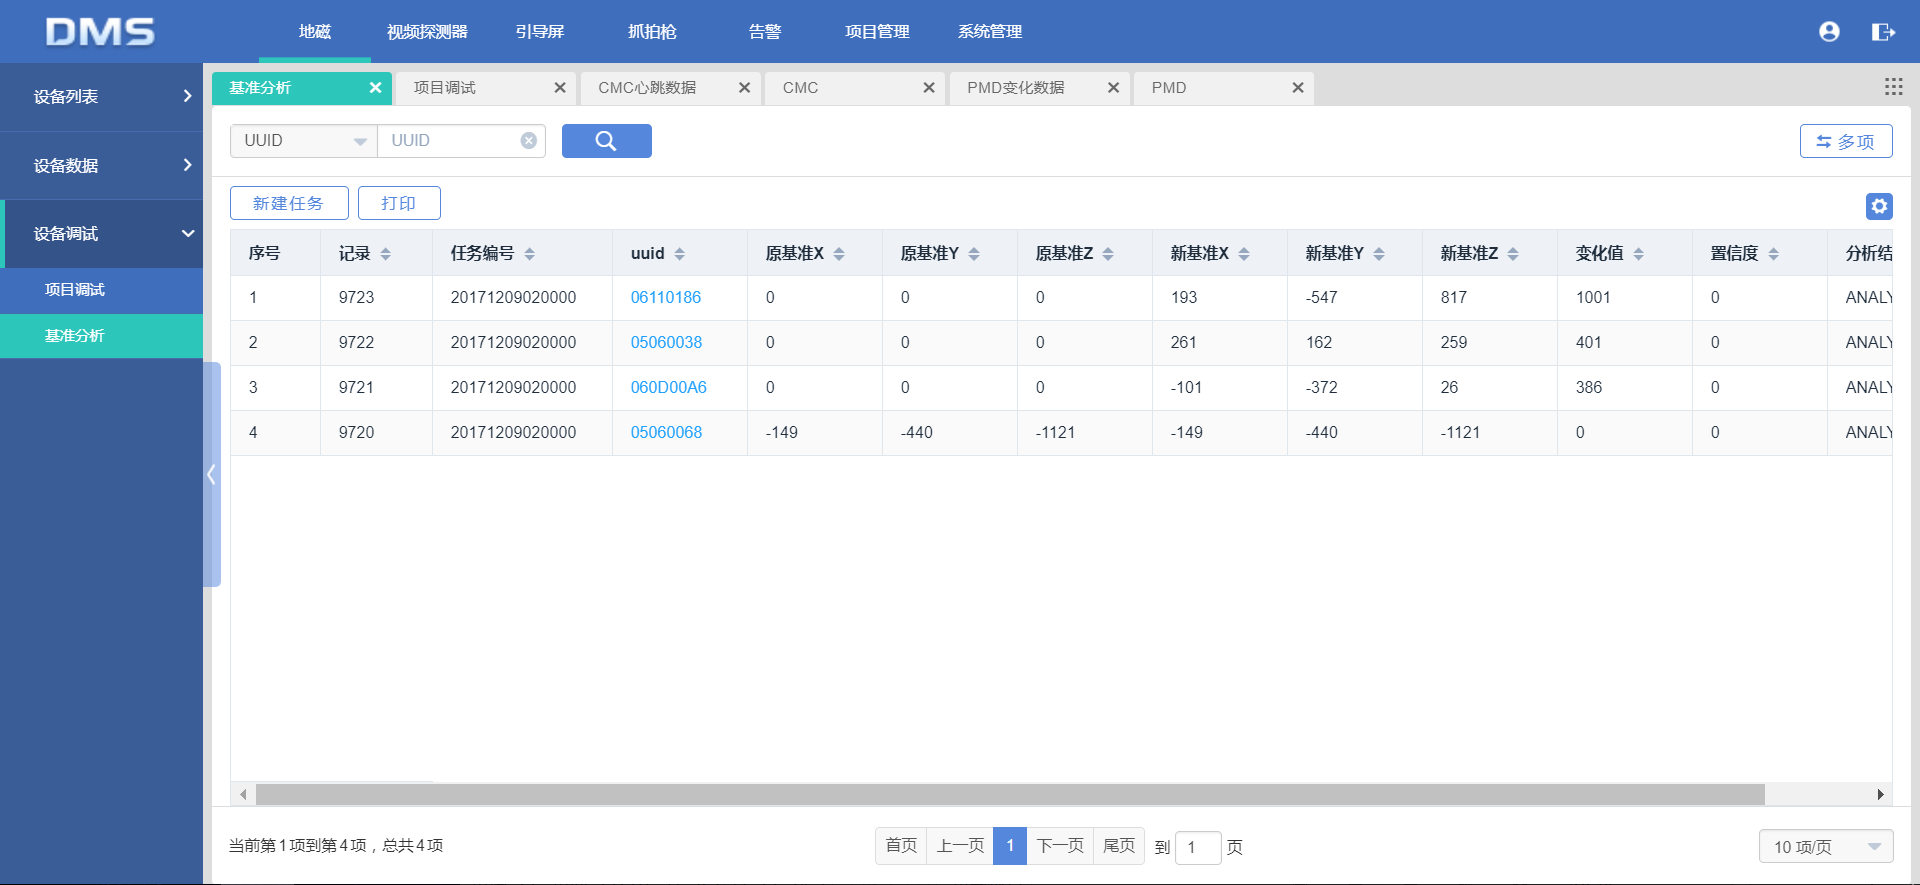 DMS 地磁 视频探测器 引导屏 抓拍枪 告警 项目管理 系统管理
设备列表
设备数据
设备调试
项目调试
基准分析
基准分析 项目调试 CMC心跳数据 CMC PMD变化数据 PMD
UUID UUID 多项
新建任务 打印
序号 记录 任务编号 uuid 原基准X 原基准Y 原基准Z 新基准X 新基准Y 新基准Z 变化值 置信度 分析结
1 9723 20171209020000 06110186 0 0 0 193 -547 817 1001 0 ANALY
2 9722 20171209020000 05060038 0 0 0 261 162 259 401 0 ANALY
3 9721 20171209020000 060D00A6 0 0 0 -101 -372 26 386 0 ANALY
4 9720 20171209020000 05060068 -149 -440 -1121 -149 -440 -1121 0 0 ANALY
当前第1项到第4项，总共4项 首页 上一页 1 下一页 尾页 到 1 页 10 项/页